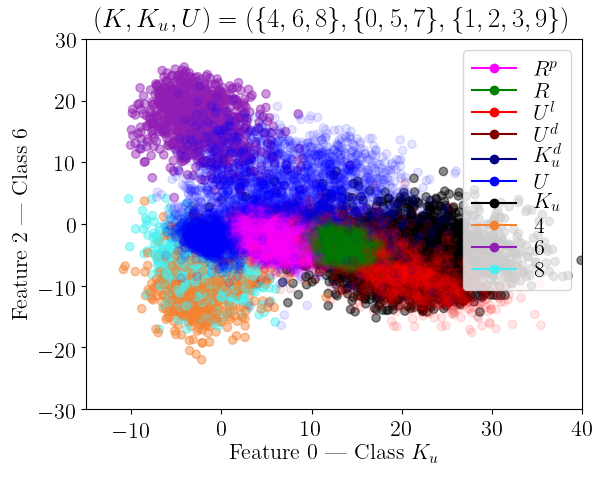 (K, K_u, U) = ({4, 6, 8}, {0, 5, 7}, {1, 2, 3, 9})
30
20
10
0
−10
−20
−30
Feature 2 — Class 6
R^p
R
U^l
U^d
K_u^d
U
K_u
4
6
8
−10 0 10 20 30 40
Feature 0 — Class K_u